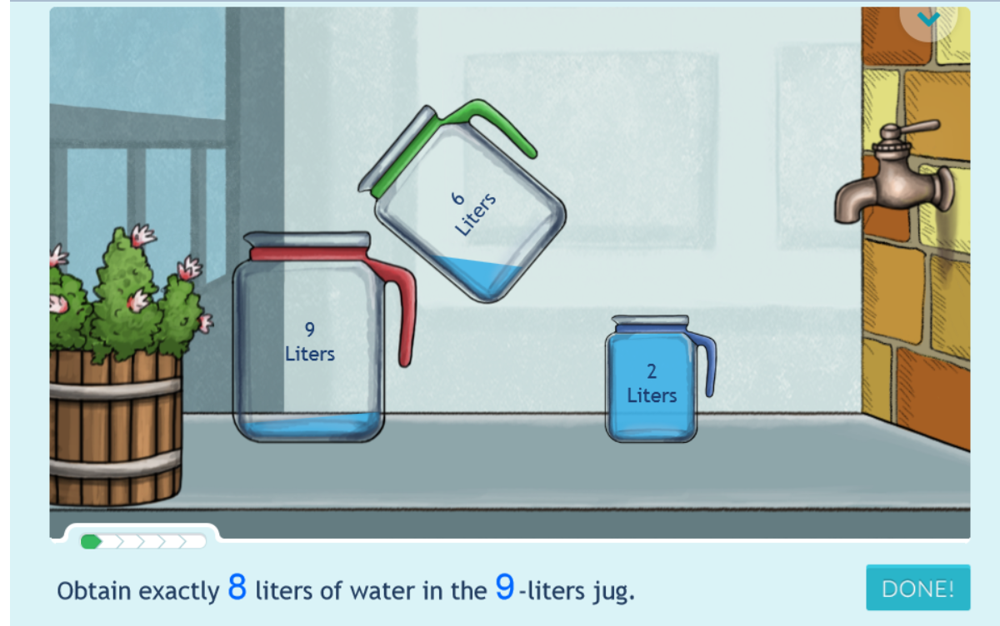 6
Liters
9
Liters
2
Liters
Obtain exactly 8 liters of water in the 9-liters jug.
DONE!